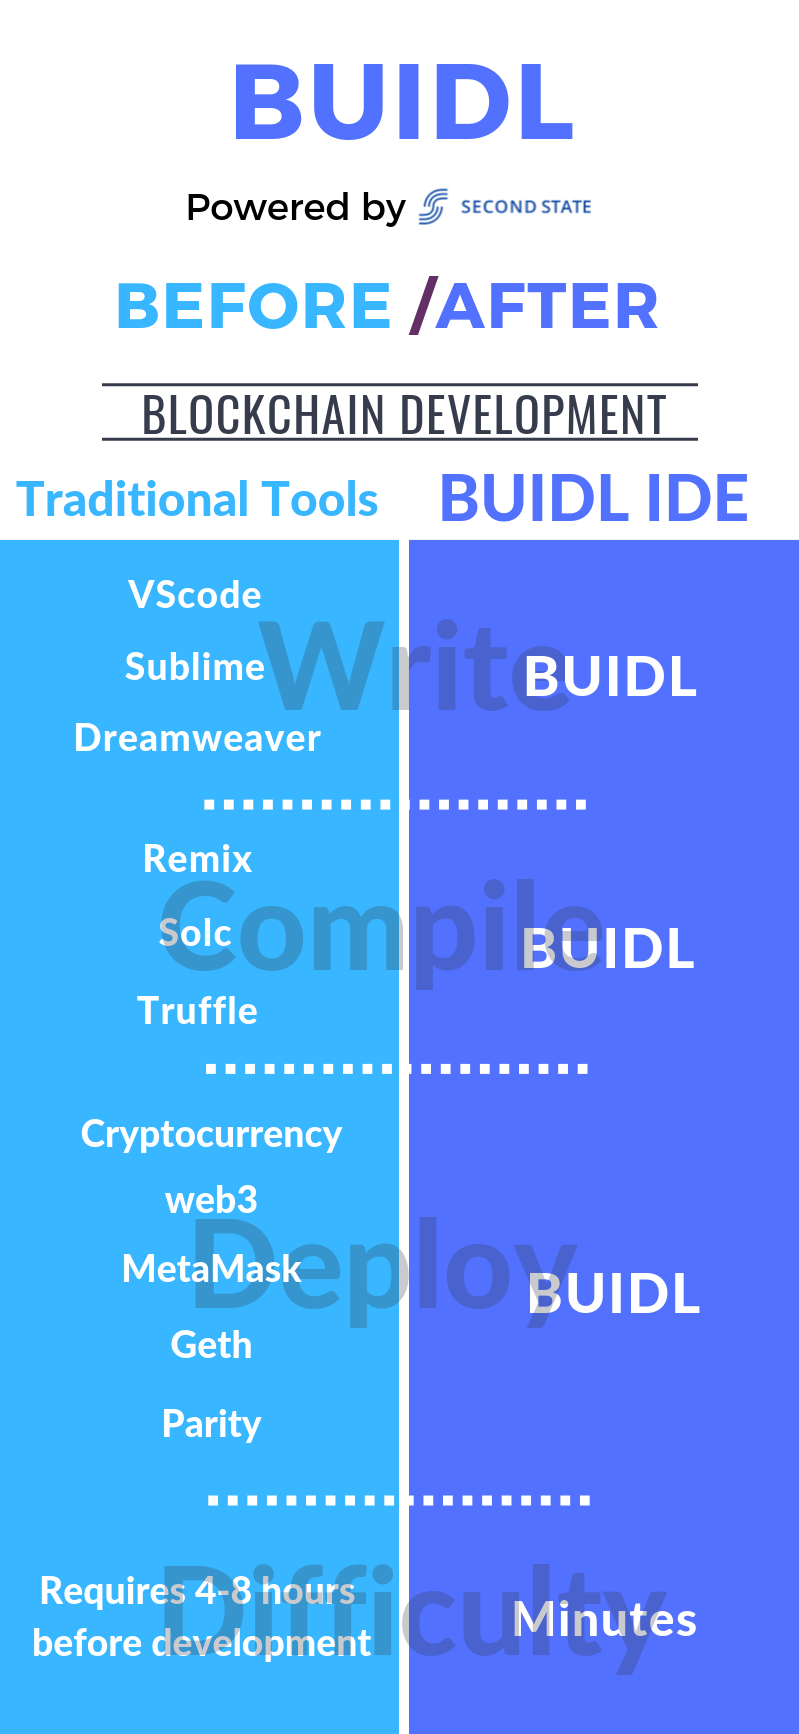 BUIDL
Powered by SECOND STATE
BEFORE /AFTER
BLOCKCHAIN DEVELOPMENT
Traditional Tools BUIDL IDE
Write
VScode
Sublime
Dreamweaver
BUIDL
Compile
Remix
Solc
Truffle
BUIDL
Deploy
Cryptocurrency
web3
MetaMask
Geth
Parity
BUIDL
Difficulty
Requires 4-8 hours
before development
Minutes